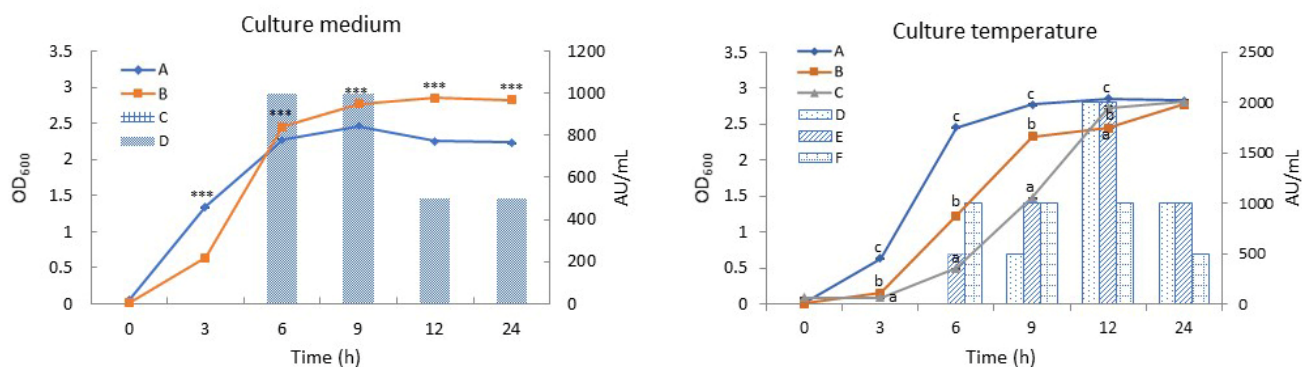 Culture medium
3.5
3
2.5
2
1.5
1
0.5
0
OD600
A
B
C
D
***
***
***
***
***
1200
1000
800
600
400
200
0
AU/mL
0 3 6 9 12 24
Time (h)
Culture temperature
3.5
3
2.5
2
1.5
1
0.5
0
OD600
A
B
C
D
E
F
c
b
a
c
b
a
c
b
a
c
b
a
2500
2000
1500
1000
500
0
AU/mL
0 3 6 9 12 24
Time (h)